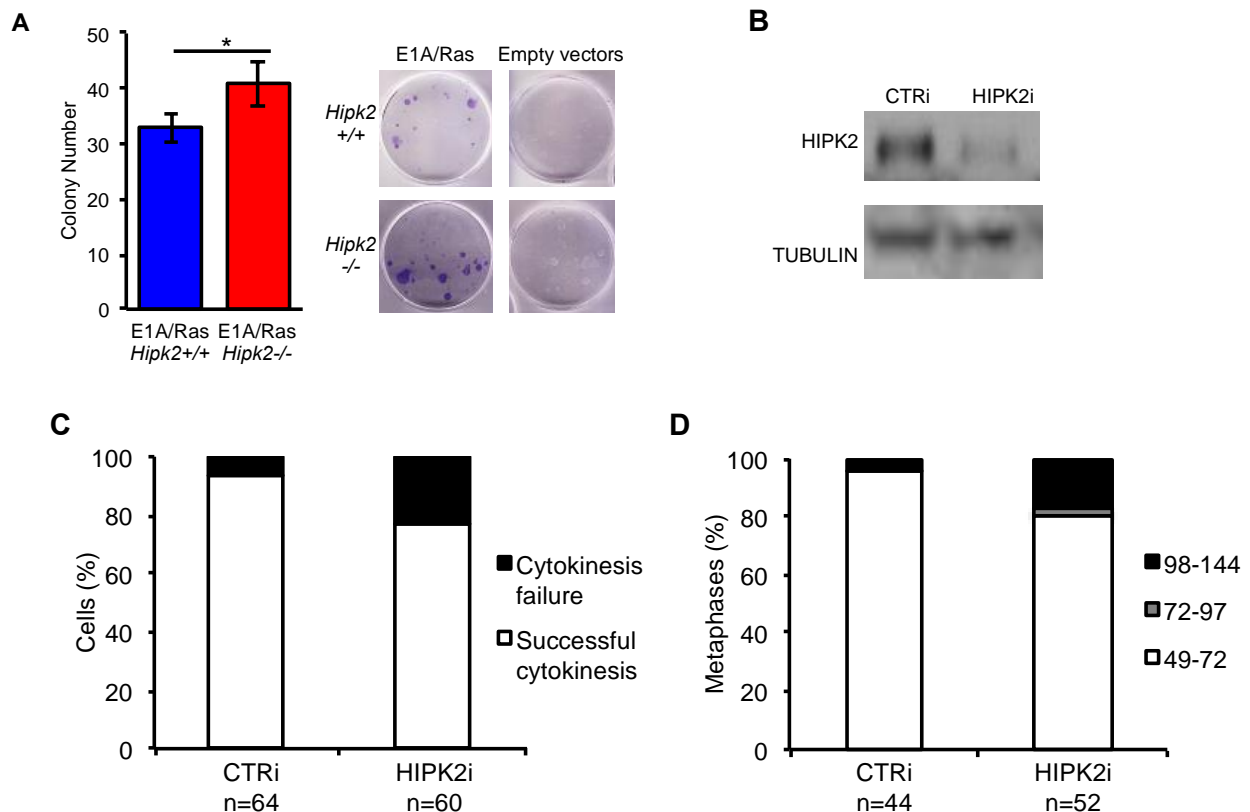 A
50
40
30
20
10
0
Colony Number
*
E1A/Ras E1A/Ras
Hipk2+/+ Hipk2-/-
E1A/Ras Empty vectors
Hipk2
+/+
Hipk2
-/-
B
CTRi HIPK2i
HIPK2
TUBULIN
C
100
80
60
40
20
0
Cells (%)
CTRi HIPK2i
n=64 n=60
Cytokinesis
failure
Successful
cytokinesis
D
100
80
60
40
20
0
Metaphases (%)
CTRi HIPK2i
n=44 n=52
98-144
72-97
49-72